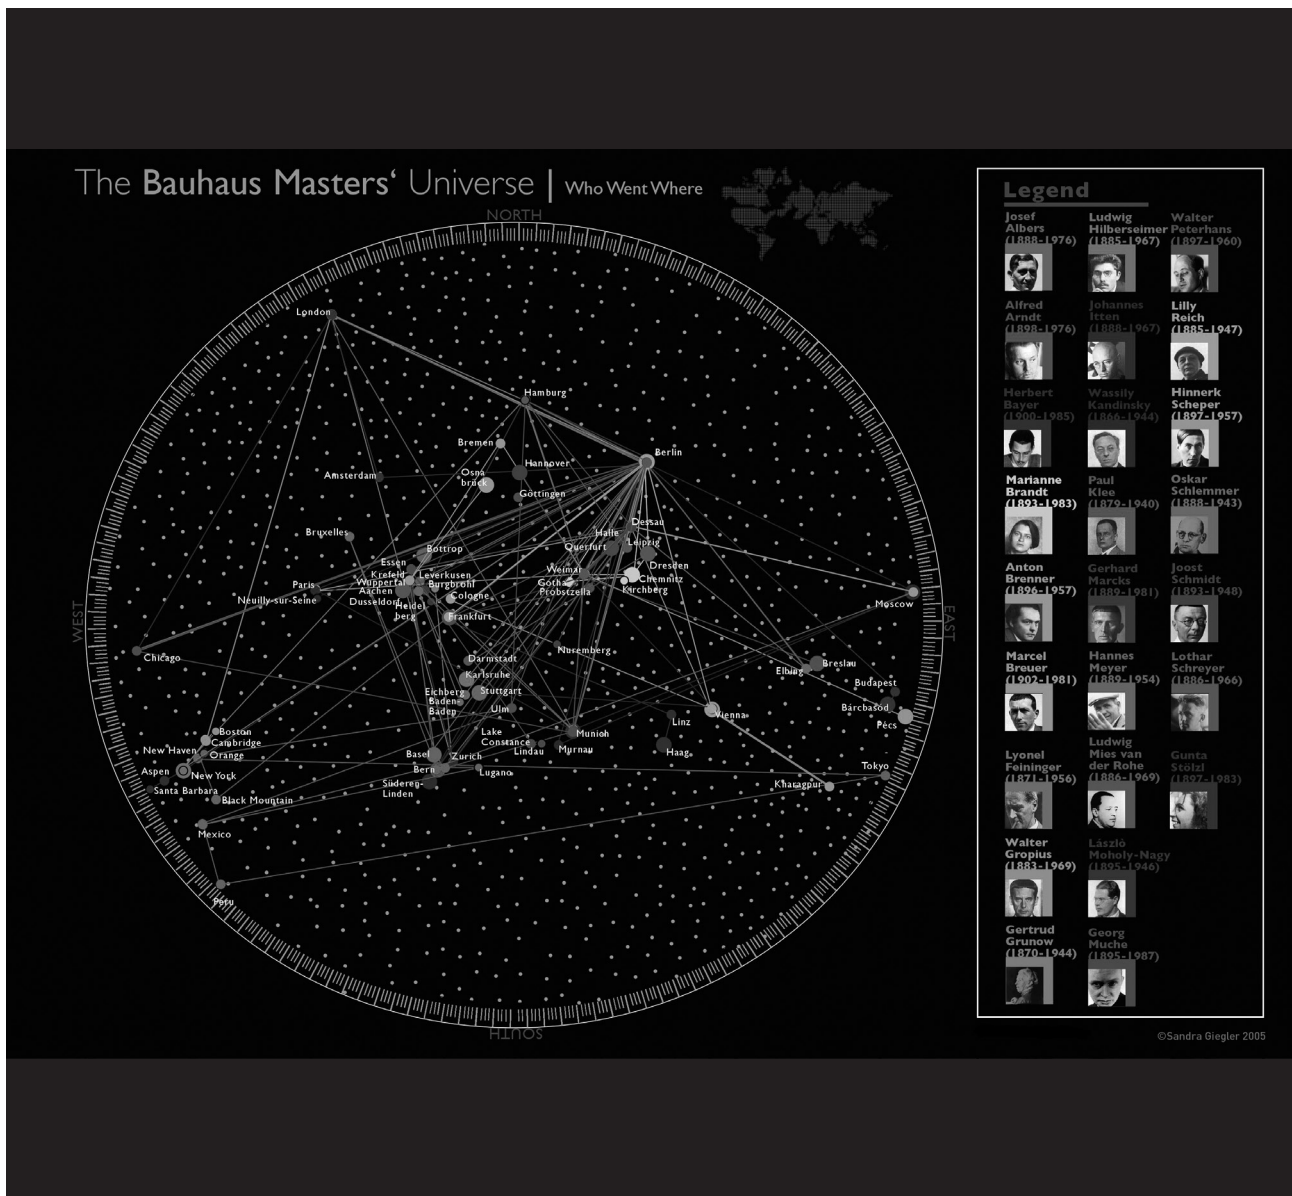 The Bauhaus Masters' Universe | Who Went Where
NORTH
London
Hamburg
Bremen
Berlin
Hannover
Osna
brück
Amsterdam
Göttingen
Bruxelles
Dessau
Halle
Leipzig
Querfurt
Bottrop
Essen
Dresden
Weimar
Krefeld
Leverkusen
Chemnitz
Wuppertal
Burgbrohl
Gotha
Kirchberg
Paris
Aachen
Probstzella
Cologne
Neuilly-sur-Seine
Dusseldorf
Heidel
berg
Moscow
Frankfurt
WEST
EAST
Nuremberg
Chicago
Darmstadt
Elbing
Breslau
Karlsruhe
Budapest
Eichberg
Stuttgart
Baden
Baden
Ulm
Bárcbasod
Vienna
Linz
Pécs
Boston
Lake
Constance
Munich
Cambridge
New Haven
Orange
Basel
Zurich
Lindau
Murnau
Haag
Tokyo
Aspen
New York
Bern
Lugano
Santa Barbara
Süderen-
Linden
Kharagpur
Black Mountain
Mexico
Peru
SOUTH
Legend
Josef
Albers
(1888-1976)
Ludwig
Hilberseimer
(1885-1967)
Walter
Peterhans
(1897-1960)
Alfred
Arndt
(1898-1976)
Johannes
Itten
(1888-1967)
Lilly
Reich
(1885-1947)
Herbert
Bayer
(1900-1985)
Wassily
Kandinsky
(1866-1944)
Hinnerk
Scheper
(1897-1957)
Marianne
Brandt
(1893-1983)
Paul
Klee
(1879-1940)
Oskar
Schlemmer
(1888-1943)
Anton
Brenner
(1896-1957)
Gerhard
Marcks
(1889-1981)
Joost
Schmidt
(1893-1948)
Marcel
Breuer
(1902-1981)
Hannes
Meyer
(1889-1954)
Lothar
Schreyer
(1886-1966)
Lyonel
Feininger
(1871-1956)
Ludwig
Mies van
der Rohe
(1886-1969)
Gunta
Stölzl
(1897-1983)
Walter
Gropius
(1883-1969)
Lászlò
Moholy-Nagy
(1895-1946)
Gertrud
Grunow
(1870-1944)
Georg
Muche
(1895-1987)
©Sandra Giegler 2005